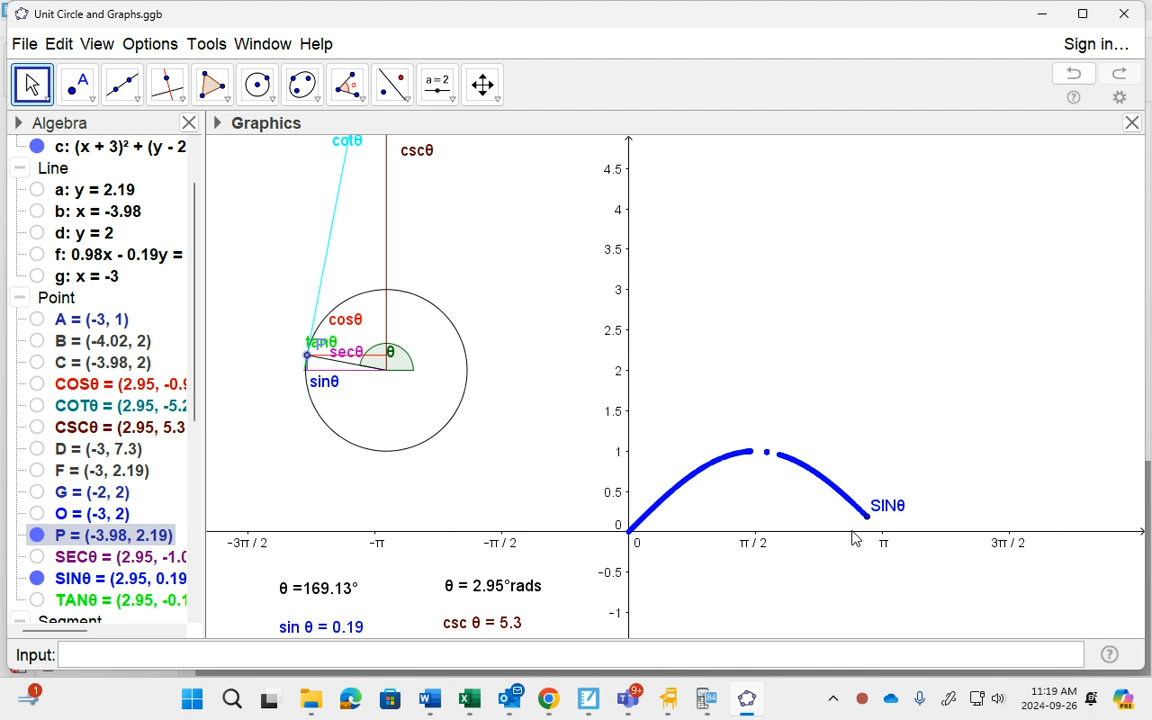 Unit Circle and Graphs.ggb
File Edit View Options Tools Window Help
Sign in...
A
a=2
Algebra
Graphics
c: (x + 3)² + (y - 2
Line
a: y = 2.19
b: x = -3.98
d: y = 2
f: 0.98x - 0.19y =
g: x = -3
Point
A = (-3, 1)
B = (-4.02, 2)
C = (-3.98, 2)
COSθ = (2.95, -0.9
COTθ = (2.95, -5.2
CSCθ = (2.95, 5.3
D = (-3, 7.3)
F = (-3, 2.19)
G = (-2, 2)
O = (-3, 2)
P = (-3.98, 2.19)
SECθ = (2.95, -1.0
SINθ = (2.95, 0.19
TANθ = (2.95, -0.1
Segment
cotθ
cscθ
cosθ
tanθ
P
secθ
θ
sinθ
4.5
4
3.5
3
2.5
2
1.5
1
0.5
0
-0.5
-1
SINθ
-3π / 2
-π
-π / 2
0
π / 2
π
3π / 2
θ =169.13°
θ = 2.95°rads
sin θ = 0.19
csc θ = 5.3
Input:
1
9+
84
11:19 AM
2024-09-26
PRE